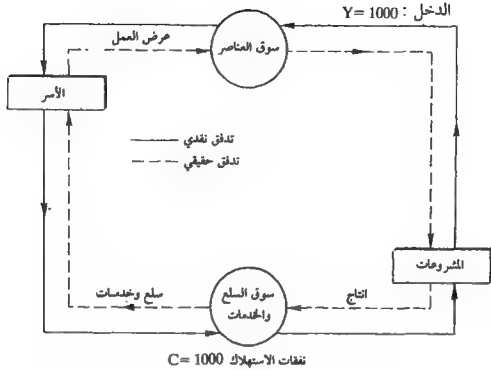 الدخل : Y= 1000
عرض العمل
سوق العناصر
الأسر
تدفق نقدي
تدفق حقيقي
المشروعات
سلع وخدمات
سوق السلع
والخدمات
انتاج
نفقات الاستهلاك C= 1000